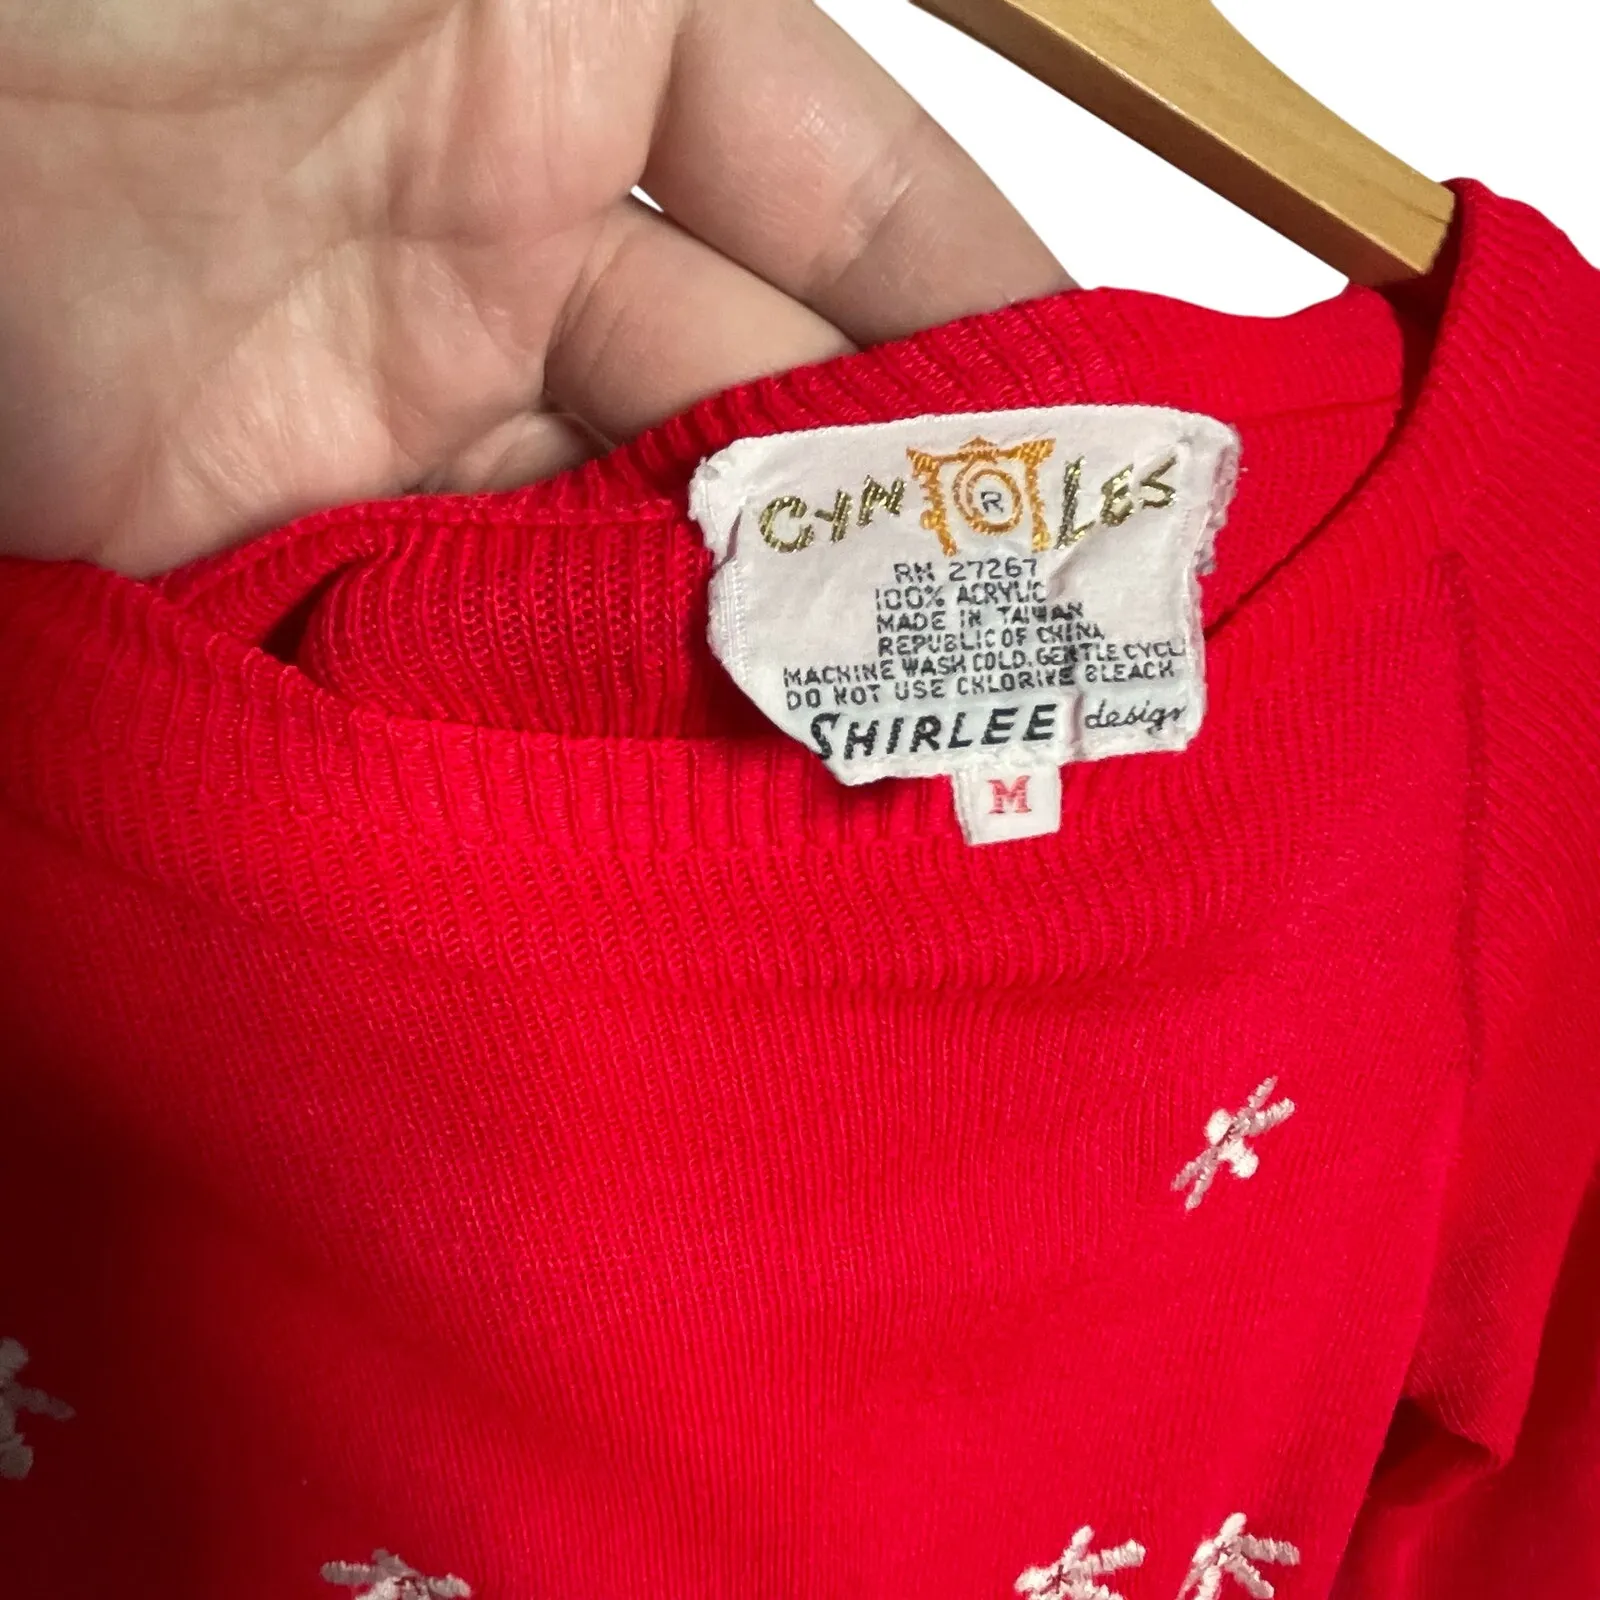 CYN LES
®
RN 27267
100% ACRYLIC
MADE IN TAIWAN
REPUBLIC OF CHINA
MACHINE WASH COLD, GENTLE CYCL
DO NOT USE CHLORINE BLEACH
SHIRLEE design
M